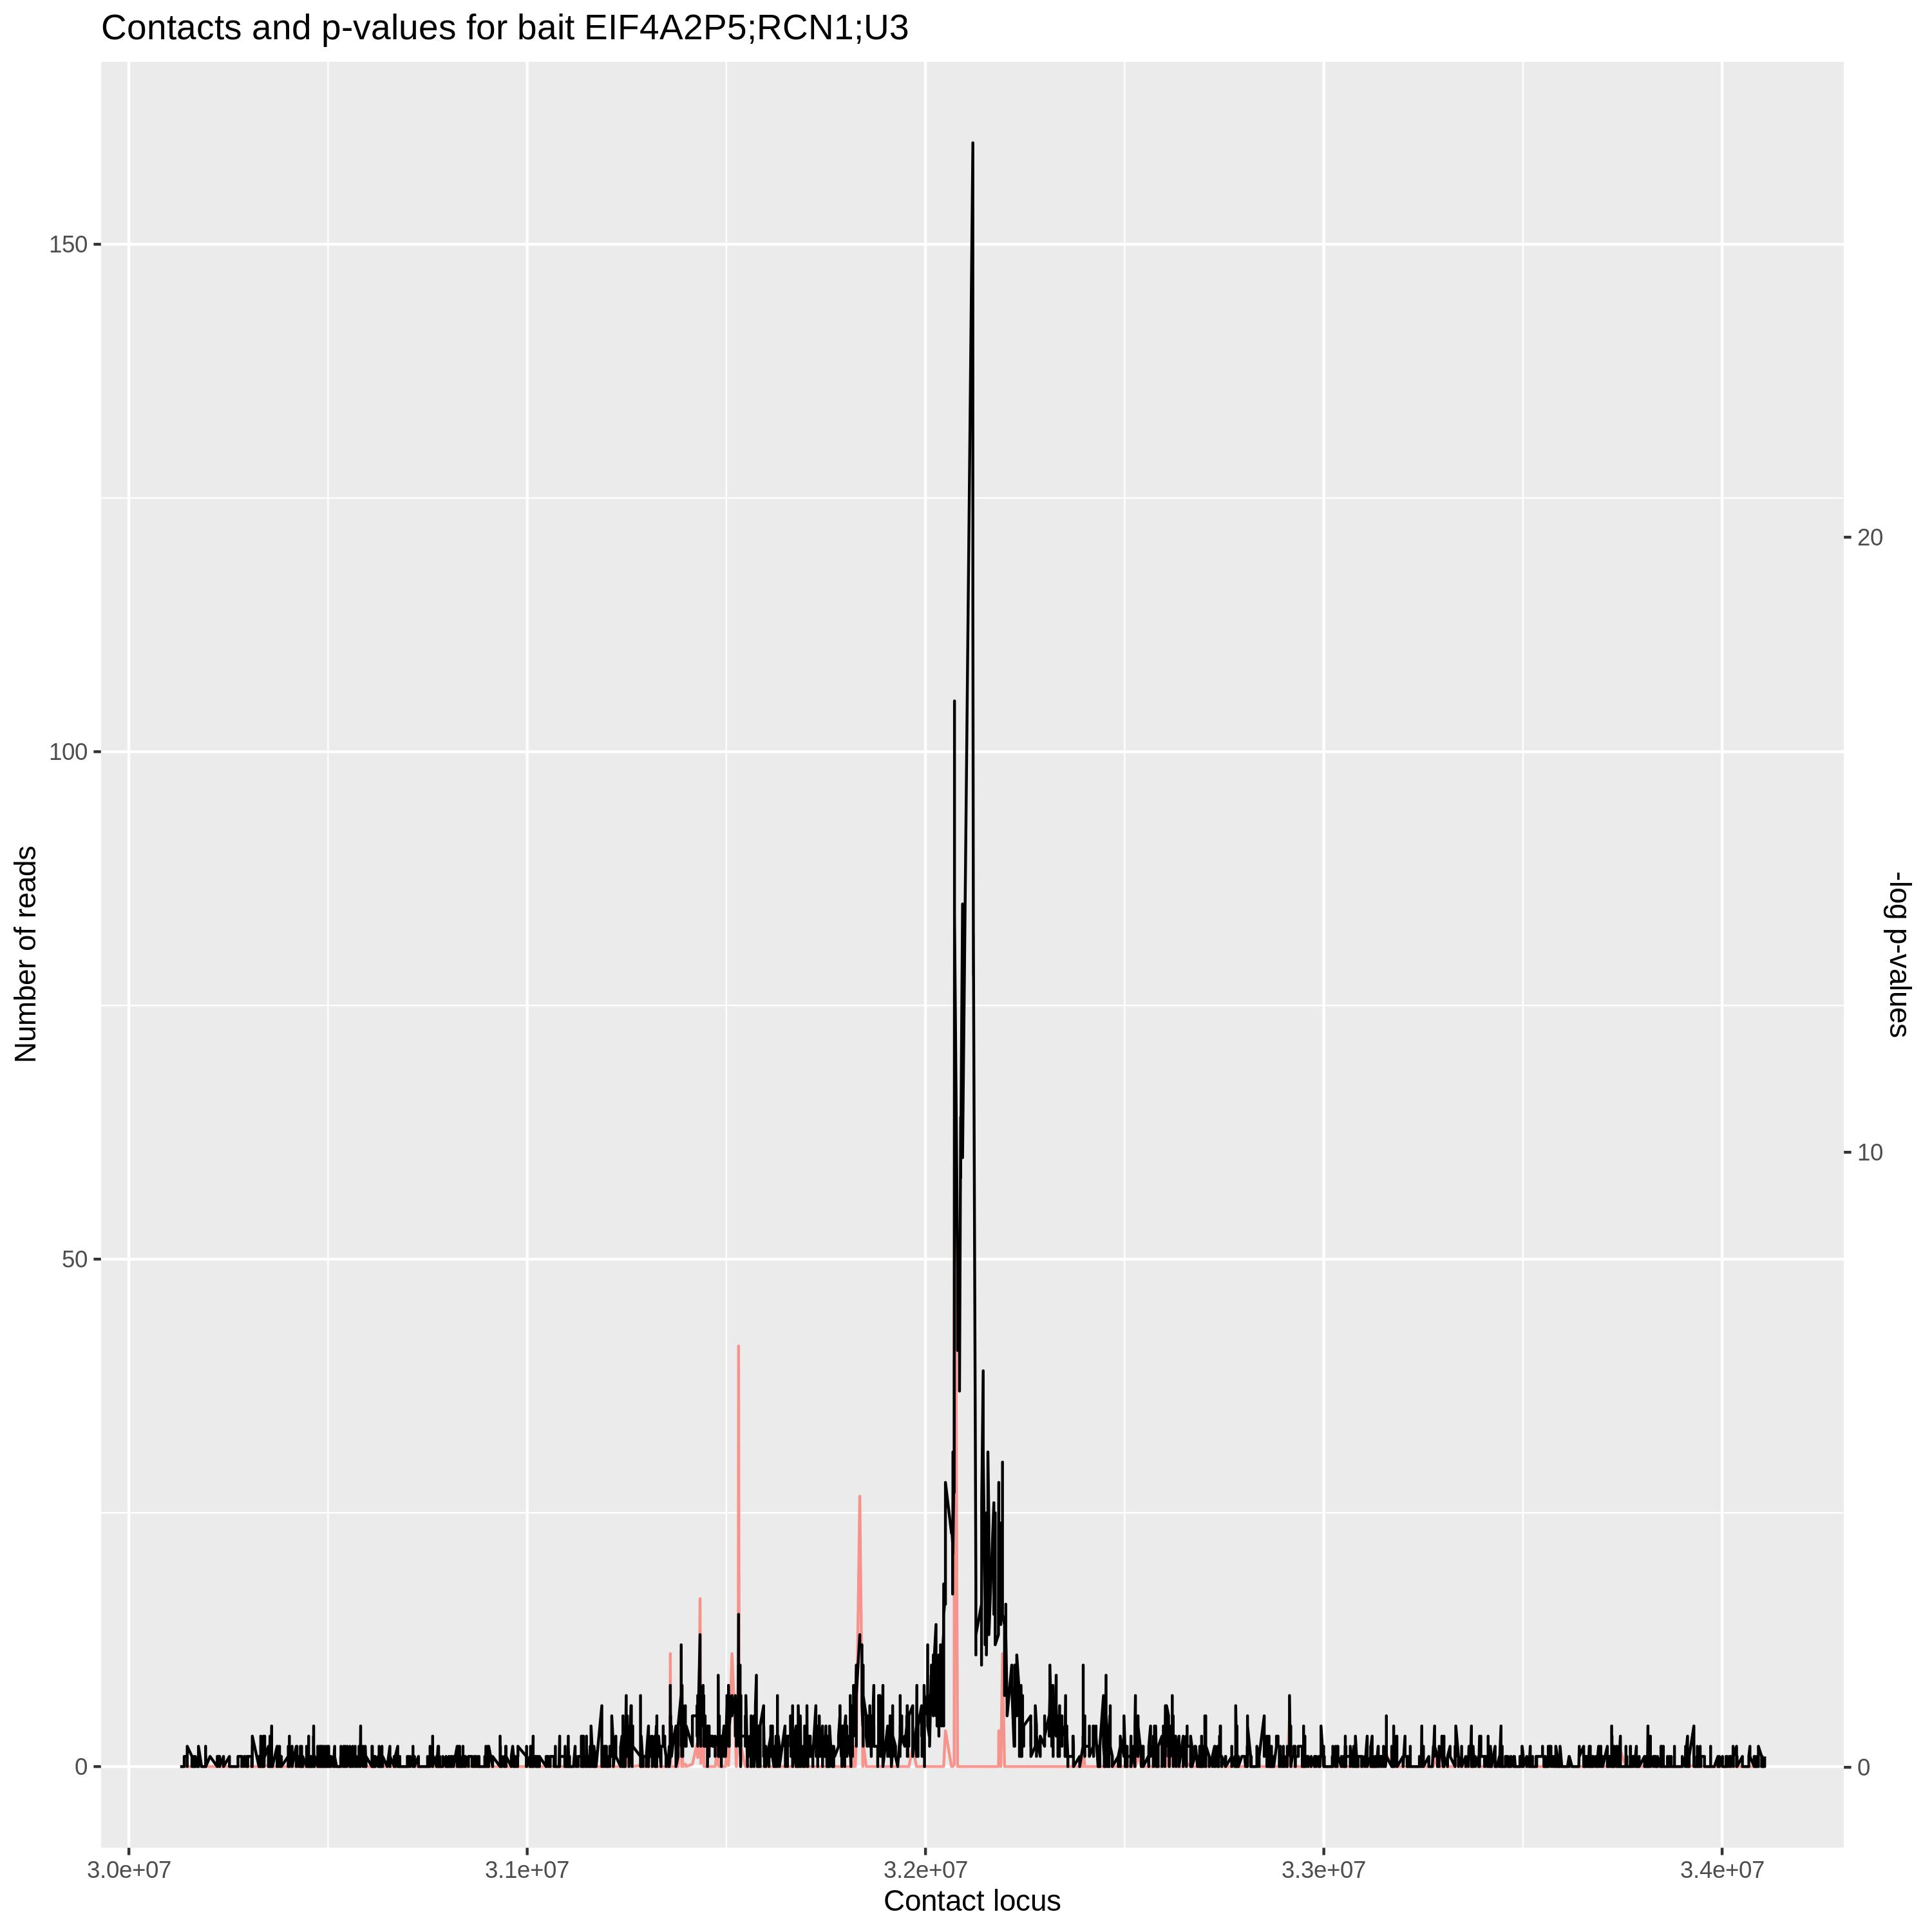 Contacts and p-values for bait EIF4A2P5;RCN1;U3
150
100
50
0
Number of reads
20
10
0
-log p-values
3.0e+07
3.1e+07
3.2e+07
3.3e+07
3.4e+07
Contact locus